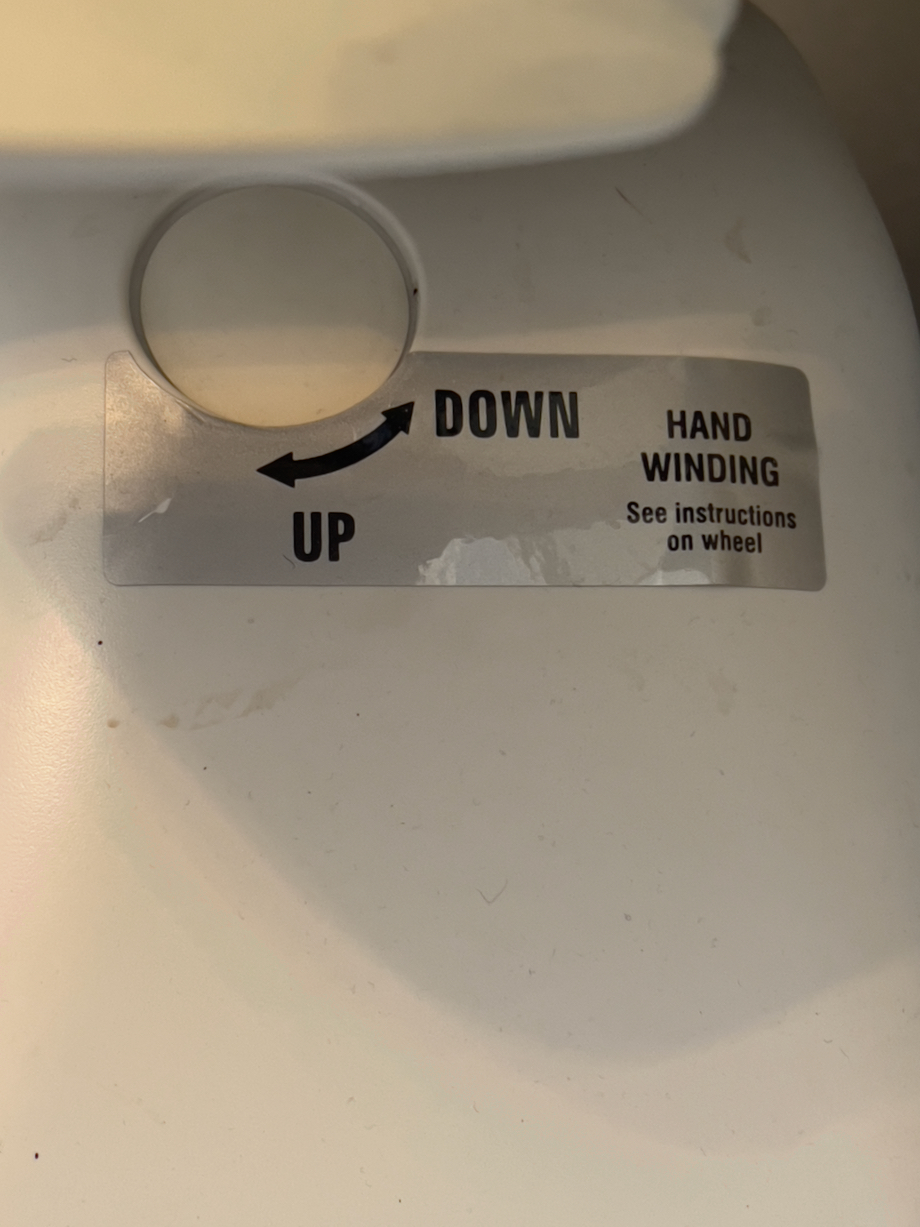 DOWN
UP
HAND
WINDING
See instructions
on wheel